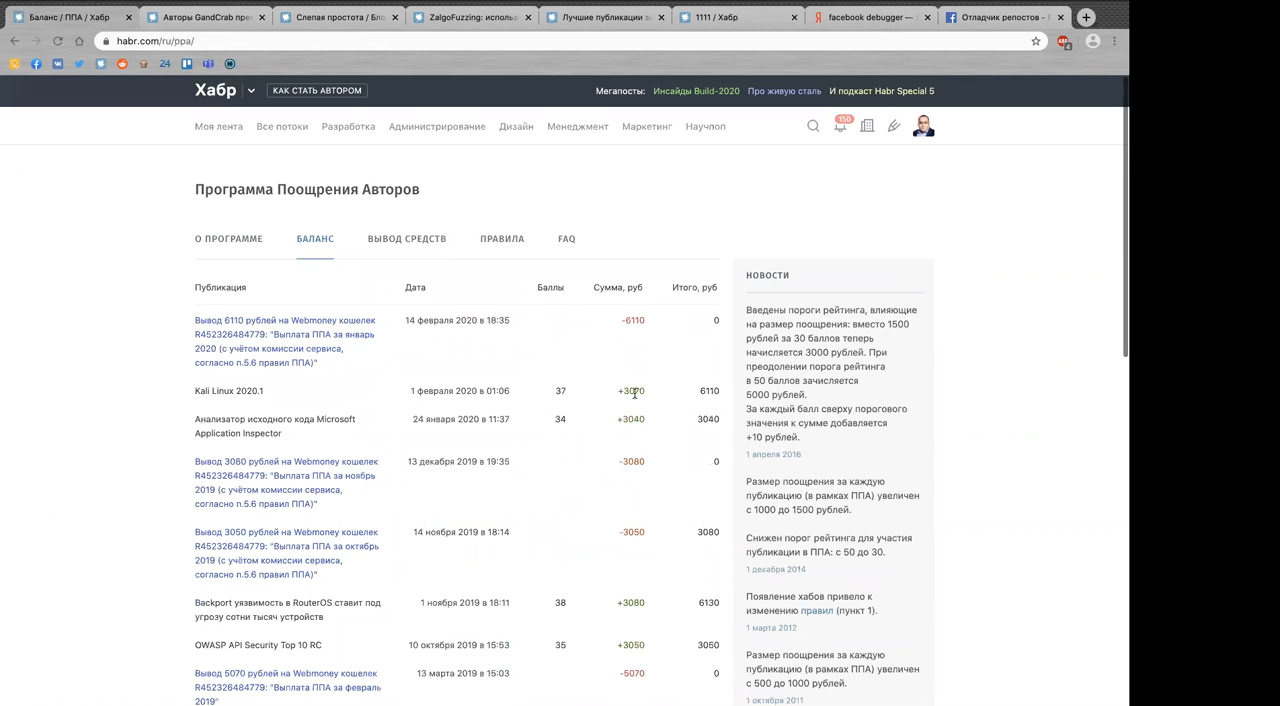 Баланс / ППА / Хабр
Авторы GandCrab пре
Слепая простота / Бло
ZalgoFuzzing: использ
Лучшие публикации за
1111 / Хабр
facebook debugger —
Отладчик репостов - F
habr.com/ru/ppa/
4
24
Хабр
КАК СТАТЬ АВТОРОМ
Мегапосты: Инсайды Build-2020 Про живую сталь И подкаст Habr Special 5
Моя лента Все потоки Разработка Администрирование Дизайн Менеджмент Маркетинг Научпоп
150
Программа Поощрения Авторов
О ПРОГРАММЕ БАЛАНС ВЫВОД СРЕДСТВ ПРАВИЛА FAQ
Публикация Дата Баллы Сумма, руб Итого, руб
Вывод 6110 рублей на Webmoney кошелек 14 февраля 2020 в 18:35 -6110 0
R452326484779: "Выплата ППА за январь
2020 (с учётом комиссии сервиса,
согласно п.5.6 правил ППА)"
Kali Linux 2020.1 1 февраля 2020 в 01:06 37 +3070 6110
Анализатор исходного кода Microsoft 24 января 2020 в 11:37 34 +3040 3040
Application Inspector
Вывод 3080 рублей на Webmoney кошелек 13 декабря 2019 в 19:35 -3080 0
R452326484779: "Выплата ППА за ноябрь
2019 (с учётом комиссии сервиса,
согласно п.5.6 правил ППА)"
Вывод 3050 рублей на Webmoney кошелек 14 ноября 2019 в 18:14 -3050 3080
R452326484779: "Выплата ППА за октябрь
2019 (с учётом комиссии сервиса,
согласно п.5.6 правил ППА)"
Backport уязвимость в RouterOS ставит под 1 ноября 2019 в 18:11 38 +3080 6130
угрозу сотни тысяч устройств
OWASP API Security Top 10 RC 10 октября 2019 в 15:53 35 +3050 3050
Вывод 5070 рублей на Webmoney кошелек 13 марта 2019 в 15:03 -5070 0
R452326484779: "Выплата ППА за февраль
2019"
НОВОСТИ
Введены пороги рейтинга, влияющие
на размер поощрения: вместо 1500
рублей за 30 баллов теперь
начисляется 3000 рублей. При
преодолении порога рейтинга
в 50 баллов зачисляется
5000 рублей.
За каждый балл сверху порогового
значения к сумме добавляется
+10 рублей.
1 апреля 2016
Размер поощрения за каждую
публикацию (в рамках ППА) увеличен
с 1000 до 1500 рублей.
Снижен порог рейтинга для участия
публикации в ППА: с 50 до 30.
1 декабря 2014
Появление хабов привело к
изменению правил (пункт 1).
1 марта 2012
Размер поощрения за каждую
публикацию (в рамках ППА) увеличен
с 500 до 1000 рублей.
1 октября 2011